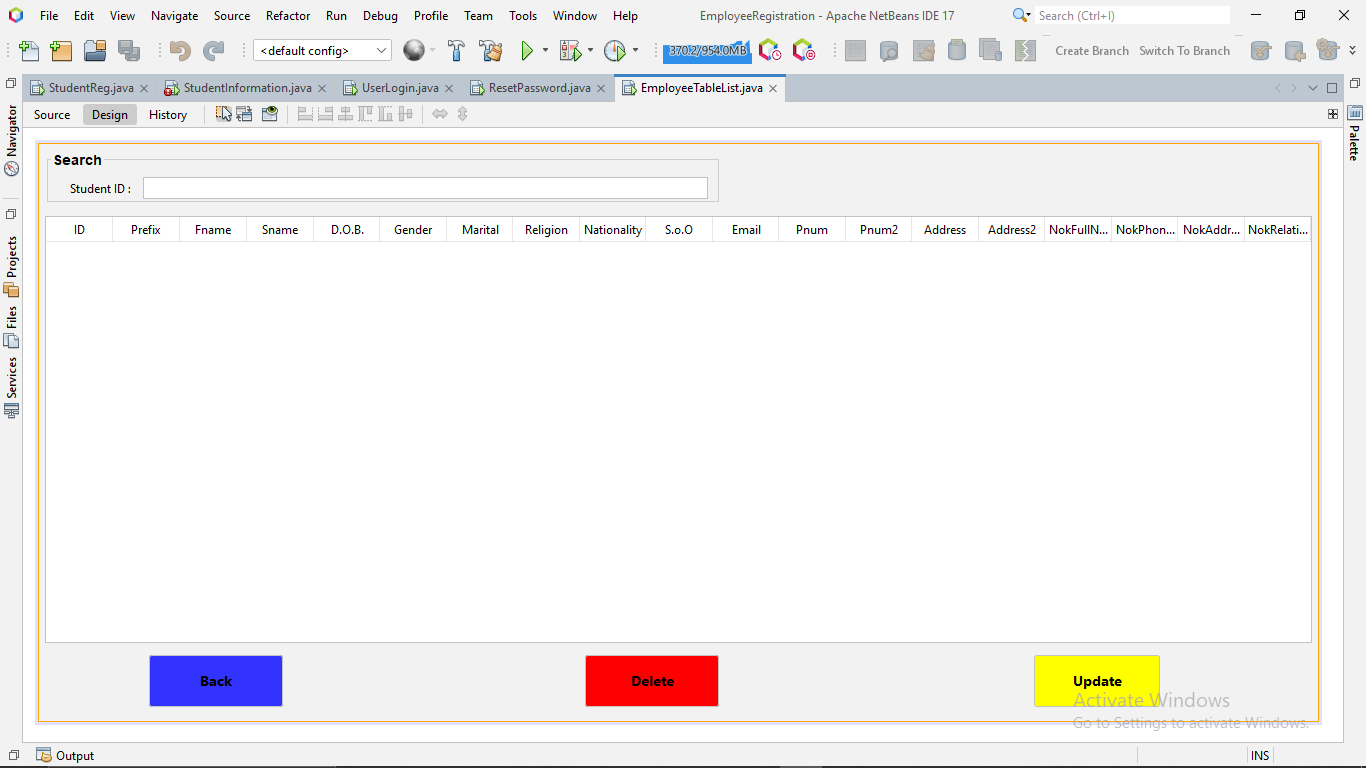 File Edit View Navigate Source Refactor Run Debug Profile Team Tools Window Help EmployeeRegistration - Apache NetBeans IDE 17 Search (Ctrl+I)
<default config> 370.2/954.0MB Create Branch Switch To Branch
StudentReg.java StudentInformation.java UserLogin.java ResetPassword.java EmployeeTableList.java
Source Design History
Navigator
Projects
Files
Services
Palette
Search
Student ID :
ID Prefix Fname Sname D.O.B. Gender Marital Religion Nationality S.o.O Email Pnum Pnum2 Address Address2 NokFullN... NokPhon... NokAddr... NokRelati...
Back Delete Update
Activate Windows
Go to Settings to activate Windows.
Output INS